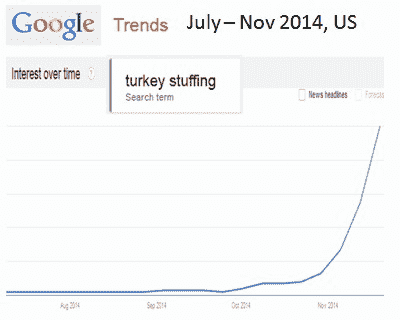 Google Trends July – Nov 2014, US
Interest over time ?
turkey stuffing
Search term
News headlines Forecast
Aug 2014 Sep 2014 Oct 2014 Nov 2014